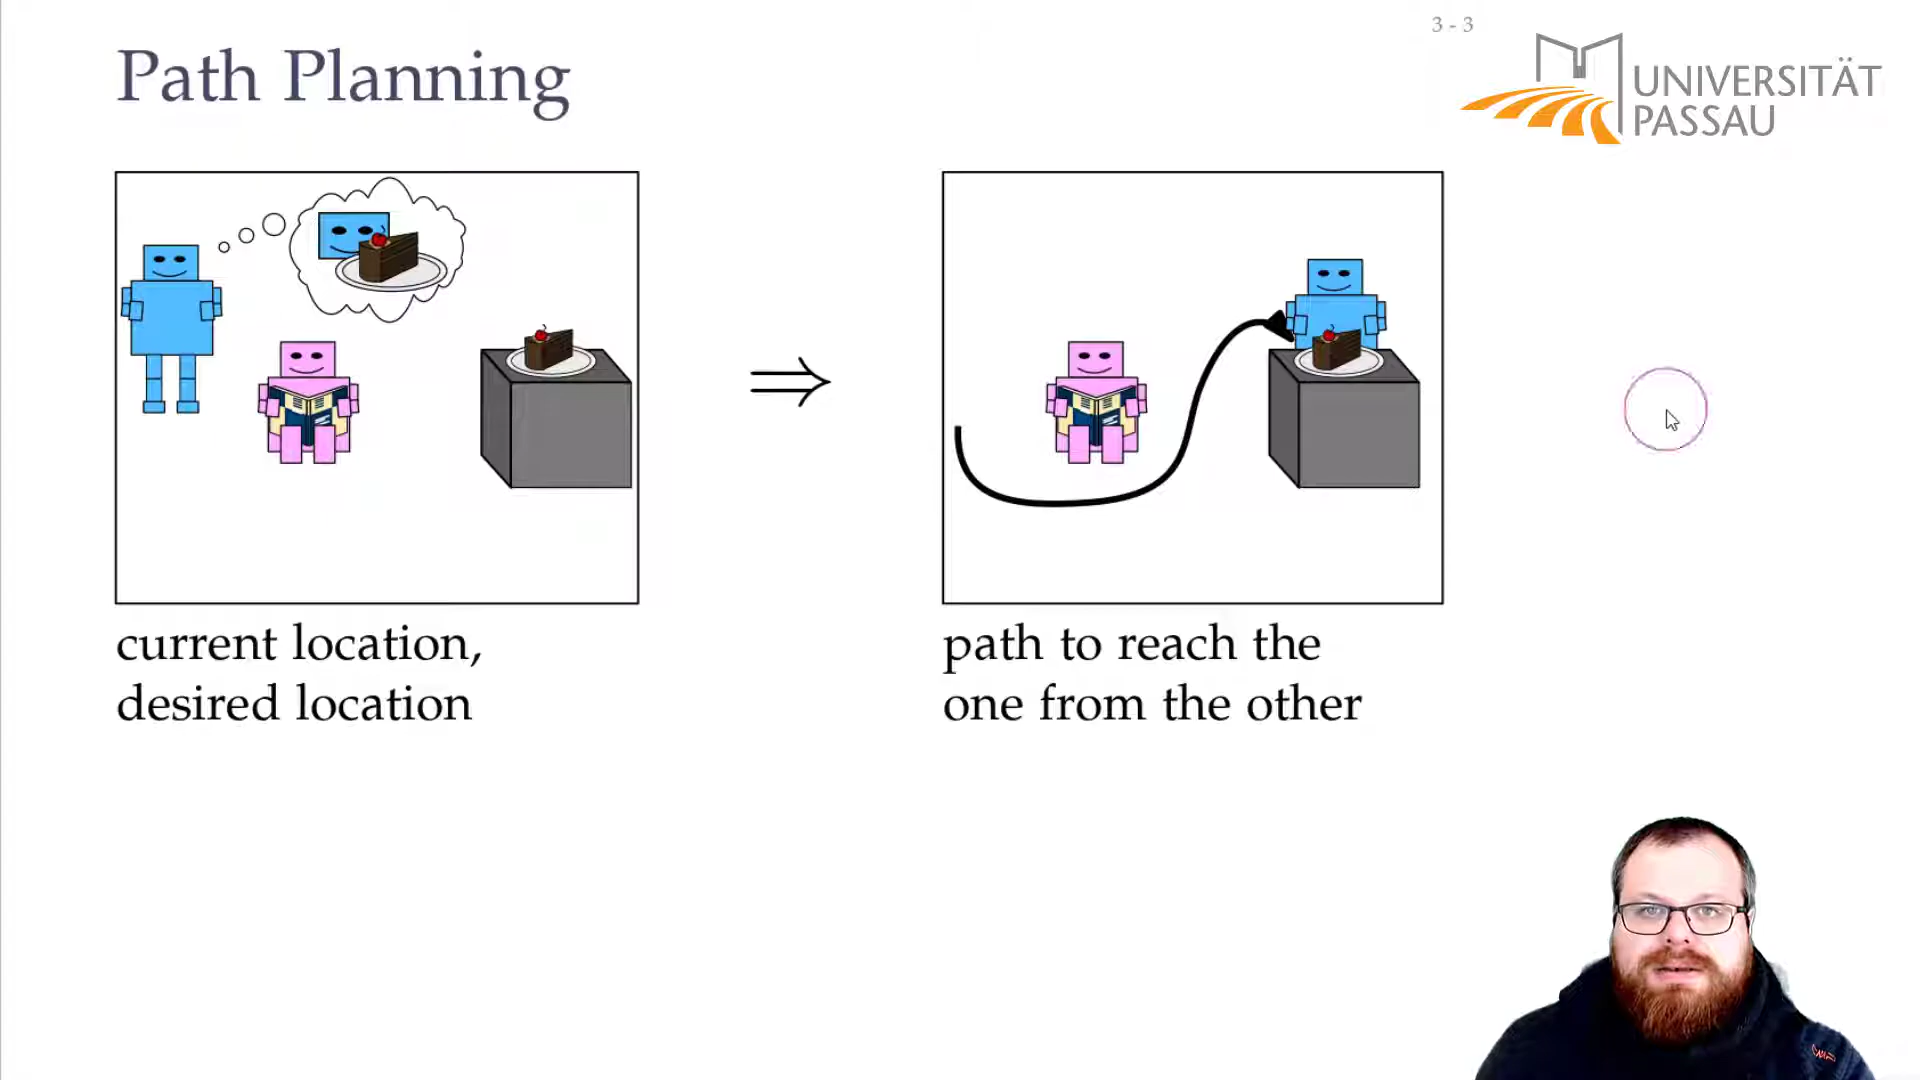 3 - 3
Path Planning
UNIVERSITÄT
PASSAU
current location,
desired location
⇒
path to reach the
one from the other